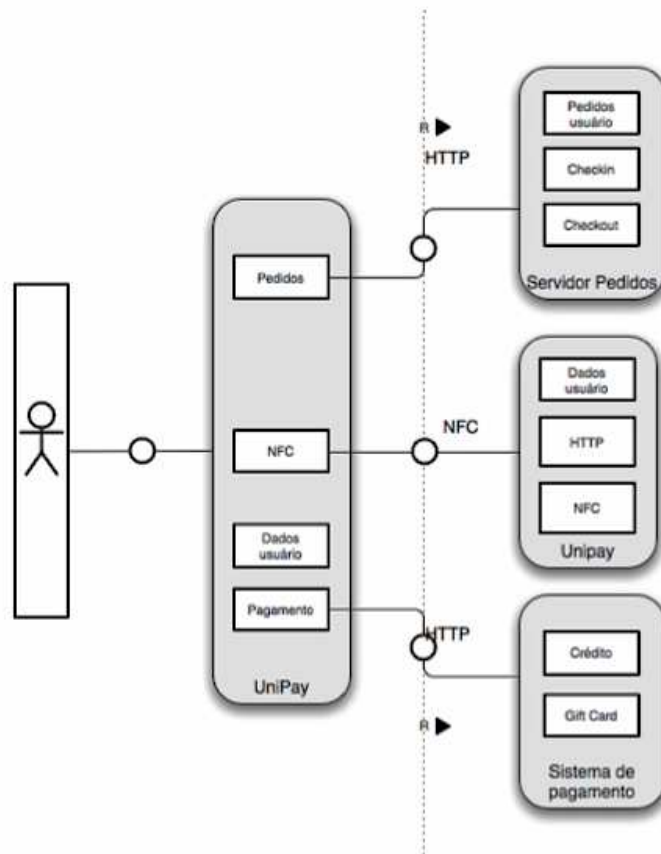 Pedidos
NFC
Dados
usuário
Pagamento
UniPay
R
HTTP
NFC
HTTP
R
Pedidos
usuário
Checkin
Checkout
Servidor Pedidos
Dados
usuário
HTTP
NFC
Unipay
Crédito
Gift Card
Sistema de
pagamento